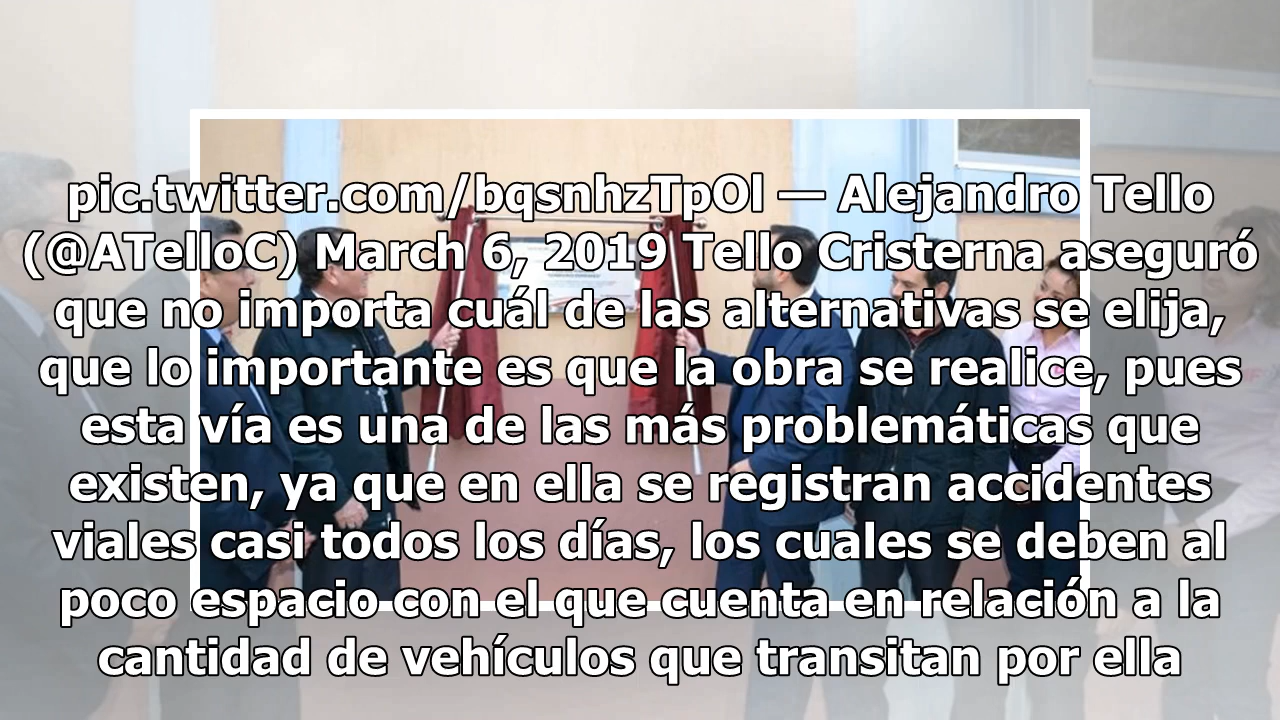 pic.twitter.com/bqsnhzTpOl — Alejandro Tello
(@ATelloC) March 6, 2019 Tello Cristerna aseguró
que no importa cuál de las alternativas se elija,
que lo importante es que la obra se realice, pues
esta vía es una de las más problemáticas que
existen, ya que en ella se registran accidentes
viales casi todos los días, los cuales se deben al
poco espacio con el que cuenta en relación a la
cantidad de vehículos que transitan por ella